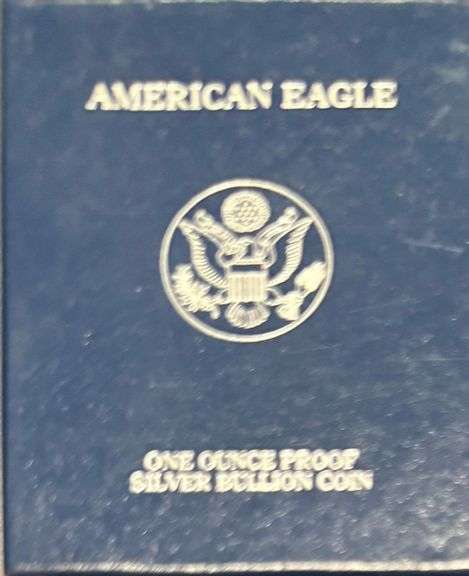 AMERICAN EAGLE
ONE OUNCE PROOF
SILVER BULLION COIN